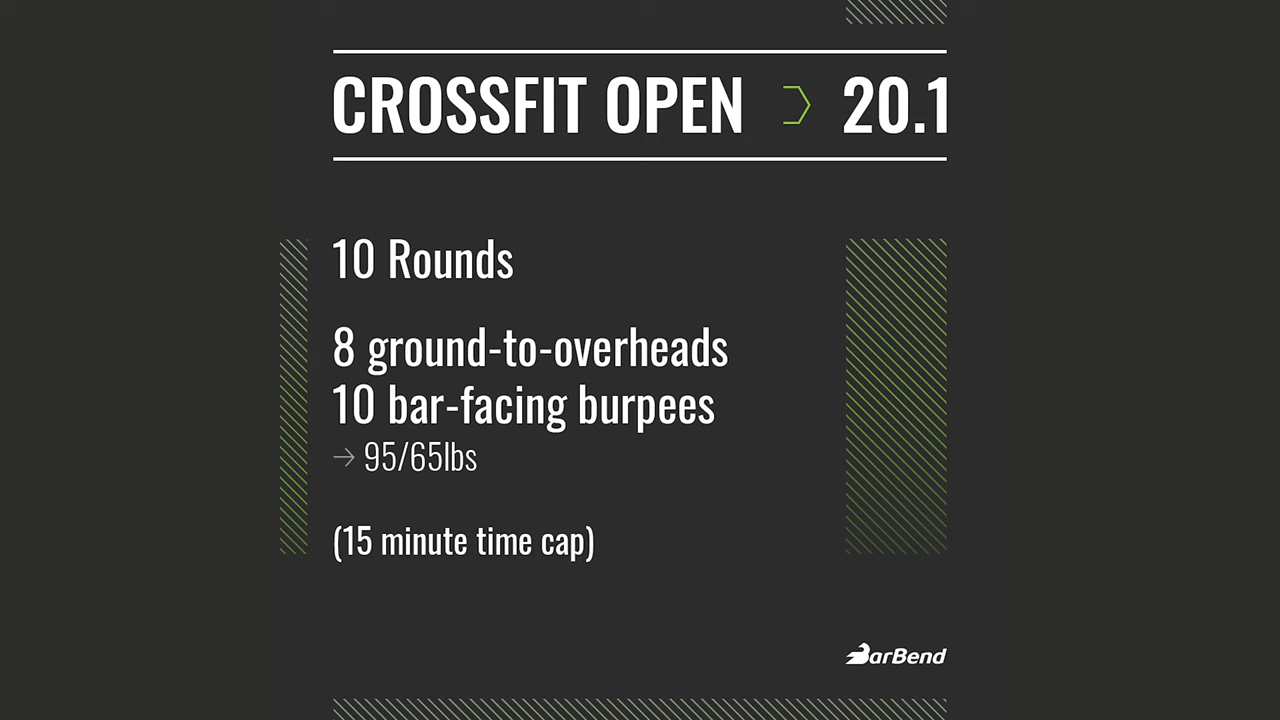 CROSSFIT OPEN 20.1
10 Rounds
8 ground-to-overheads
10 bar-facing burpees
→ 95/65lbs
(15 minute time cap)
BarBend